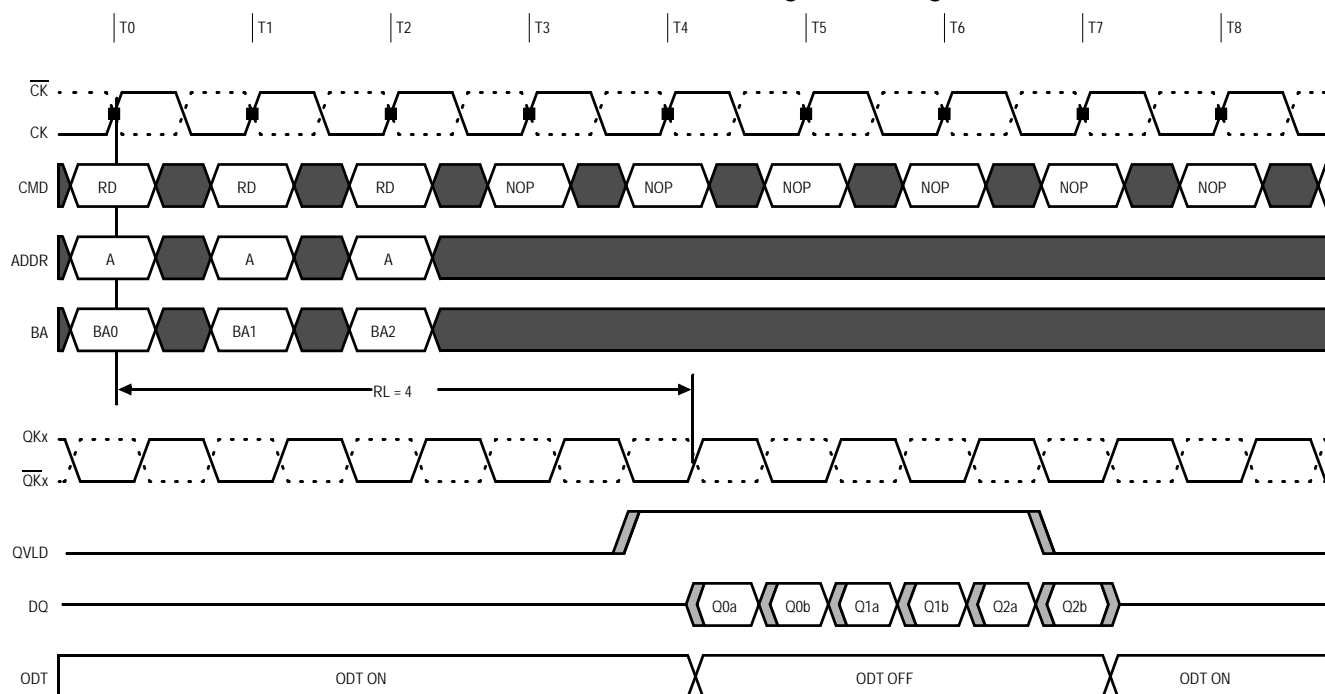 T0 T1 T2 T3 T4 T5 T6 T7 T8
CK
CK
CMD RD RD RD NOP NOP NOP NOP NOP NOP
ADDR A A A
BA BA0 BA1 BA2
RL = 4
QKx
QKx
QVLD
DQ Q0a Q0b Q1a Q1b Q2a Q2b
ODT ODT ON ODT OFF ODT ON